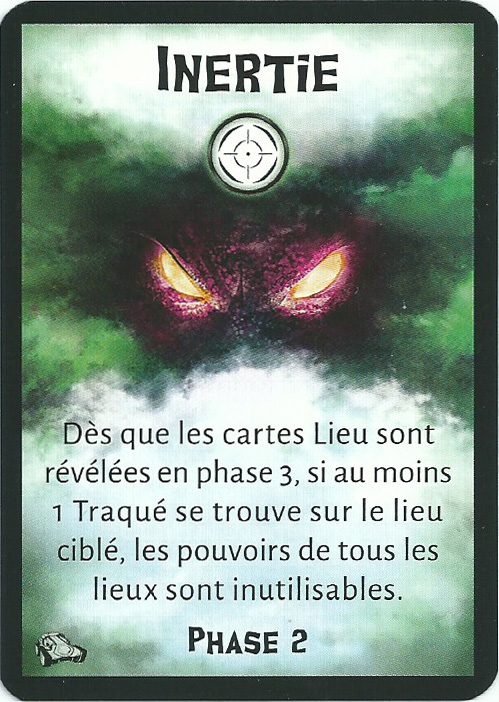 Inertie
Dès que les cartes Lieu sont
révélées en phase 3, si au moins
1 Traqué se trouve sur le lieu
ciblé, les pouvoirs de tous les
lieux sont inutilisables.
Phase 2